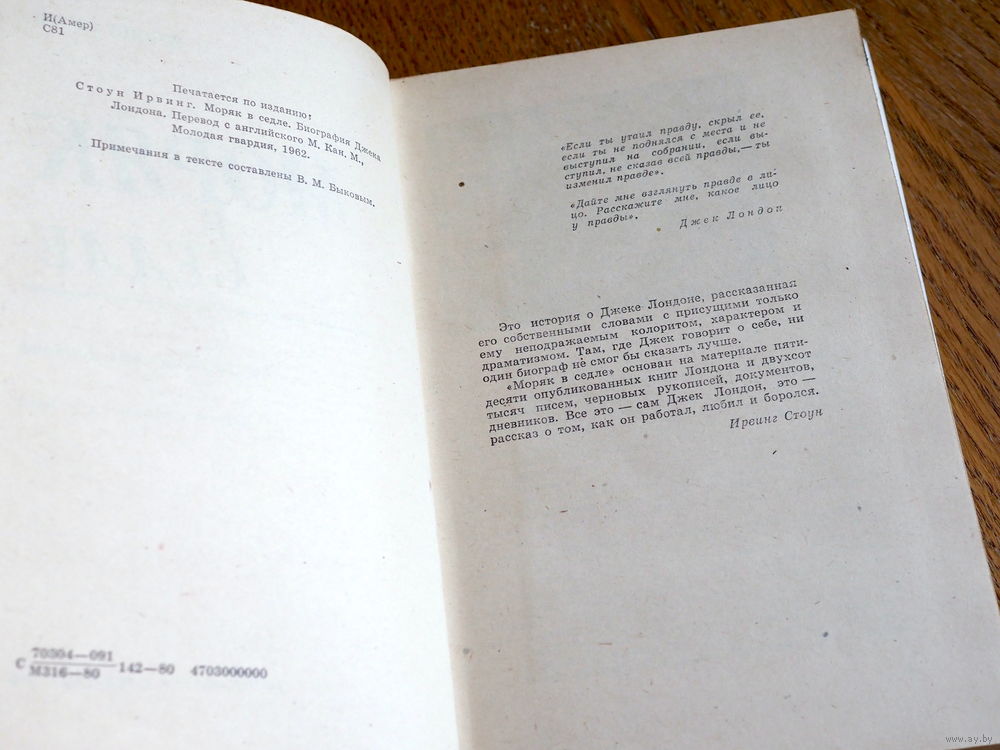 И(Амер)
С81
Печатается по изданию:
Стоун Ирвинг. Моряк в седле. Биография Джека
Лондона. Перевод с английского М. Кан. М.,
Молодая гвардия, 1962.
Примечания в тексте составлены В. М. Быковым.
С 70304—091
М316—80 142—80 4703000000
«Если ты утаил правду, скрыл ее,
если ты не поднялся с места и не
выступил на собрании, если вы-
ступил, не сказав всей правды,— ты
изменил правде».
«Дайте мне взглянуть правде в ли-
цо. Расскажите мне, какое лицо
у правды».
Джек Лондон
Это история о Джеке Лондоне, рассказанная
его собственными словами с присущими только
ему неподражаемым колоритом, характером и
драматизмом. Там, где Джек говорит о себе, ни
один биограф не смог бы сказать лучше.
«Моряк в седле» основан на материале пяти-
десяти опубликованных книг Лондона и двухсот
тысяч писем, черновых рукописей, документов,
дневников. Все это — сам Джек Лондон, это —
рассказ о том, как он работал, любил и боролся.
Ирвинг Стоун
www.ay.by